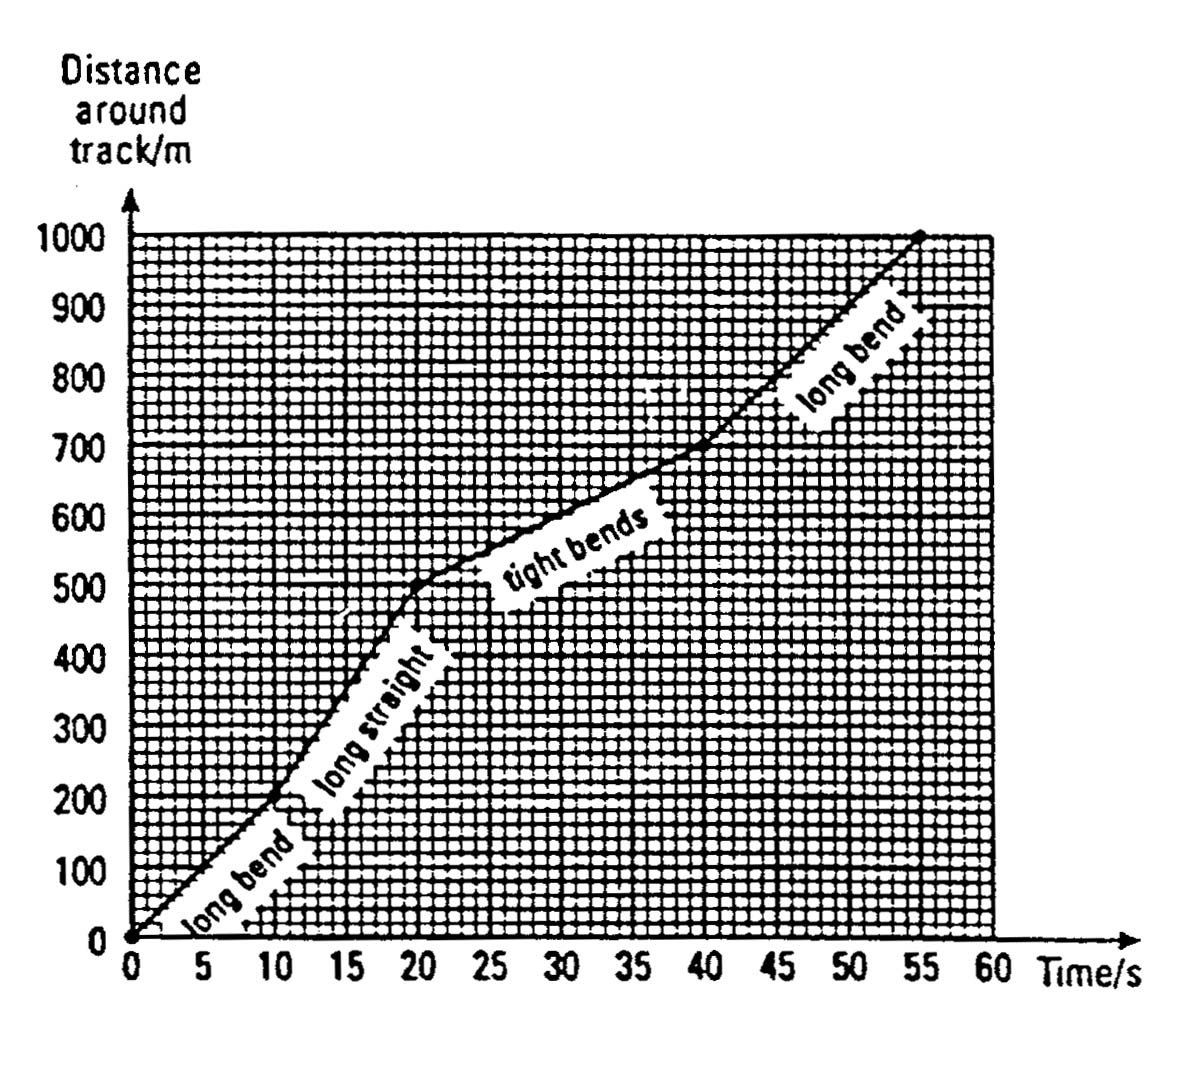 Distance
around
track/m
1000
900
800
700
600
500
400
300
200
100
0
long bend
tight bends
long straight
long bend
0 5 10 15 20 25 30 35 40 45 50 55 60 Time/s